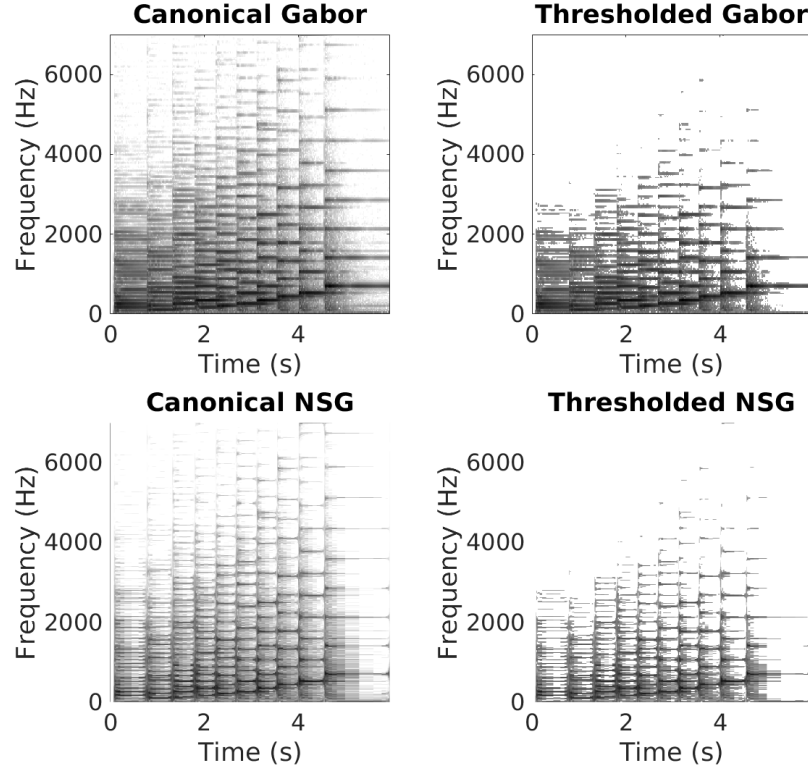 Canonical Gabor
6000
4000
2000
0
Frequency (Hz)
0 2 4
Time (s)
Thresholded Gabor
6000
4000
2000
0
Frequency (Hz)
0 2 4
Time (s)
Canonical NSG
6000
4000
2000
0
Frequency (Hz)
0 2 4
Time (s)
Thresholded NSG
6000
4000
2000
0
Frequency (Hz)
0 2 4
Time (s)